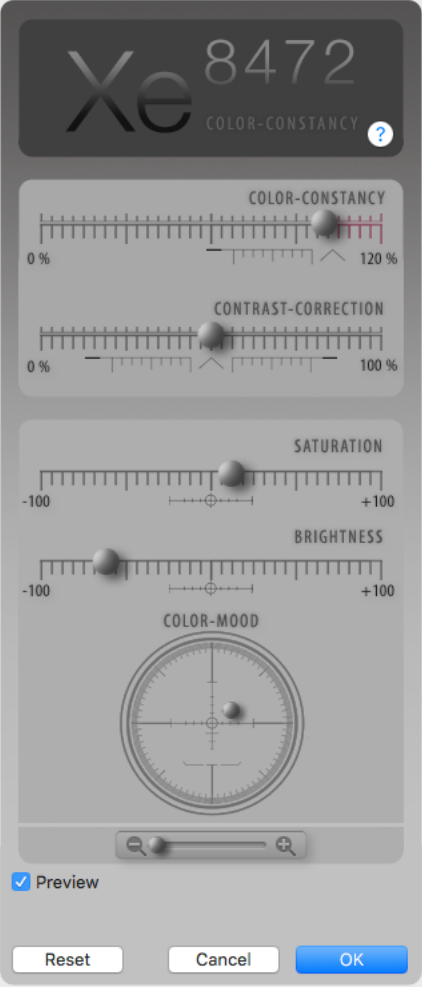 Xe 8472
COLOR-CONSTANCY
?
COLOR-CONSTANCY
0 % 120 %
CONTRAST-CORRECTION
0 % 100 %
SATURATION
-100 +100
BRIGHTNESS
-100 +100
COLOR-MOOD
Preview
Reset Cancel OK